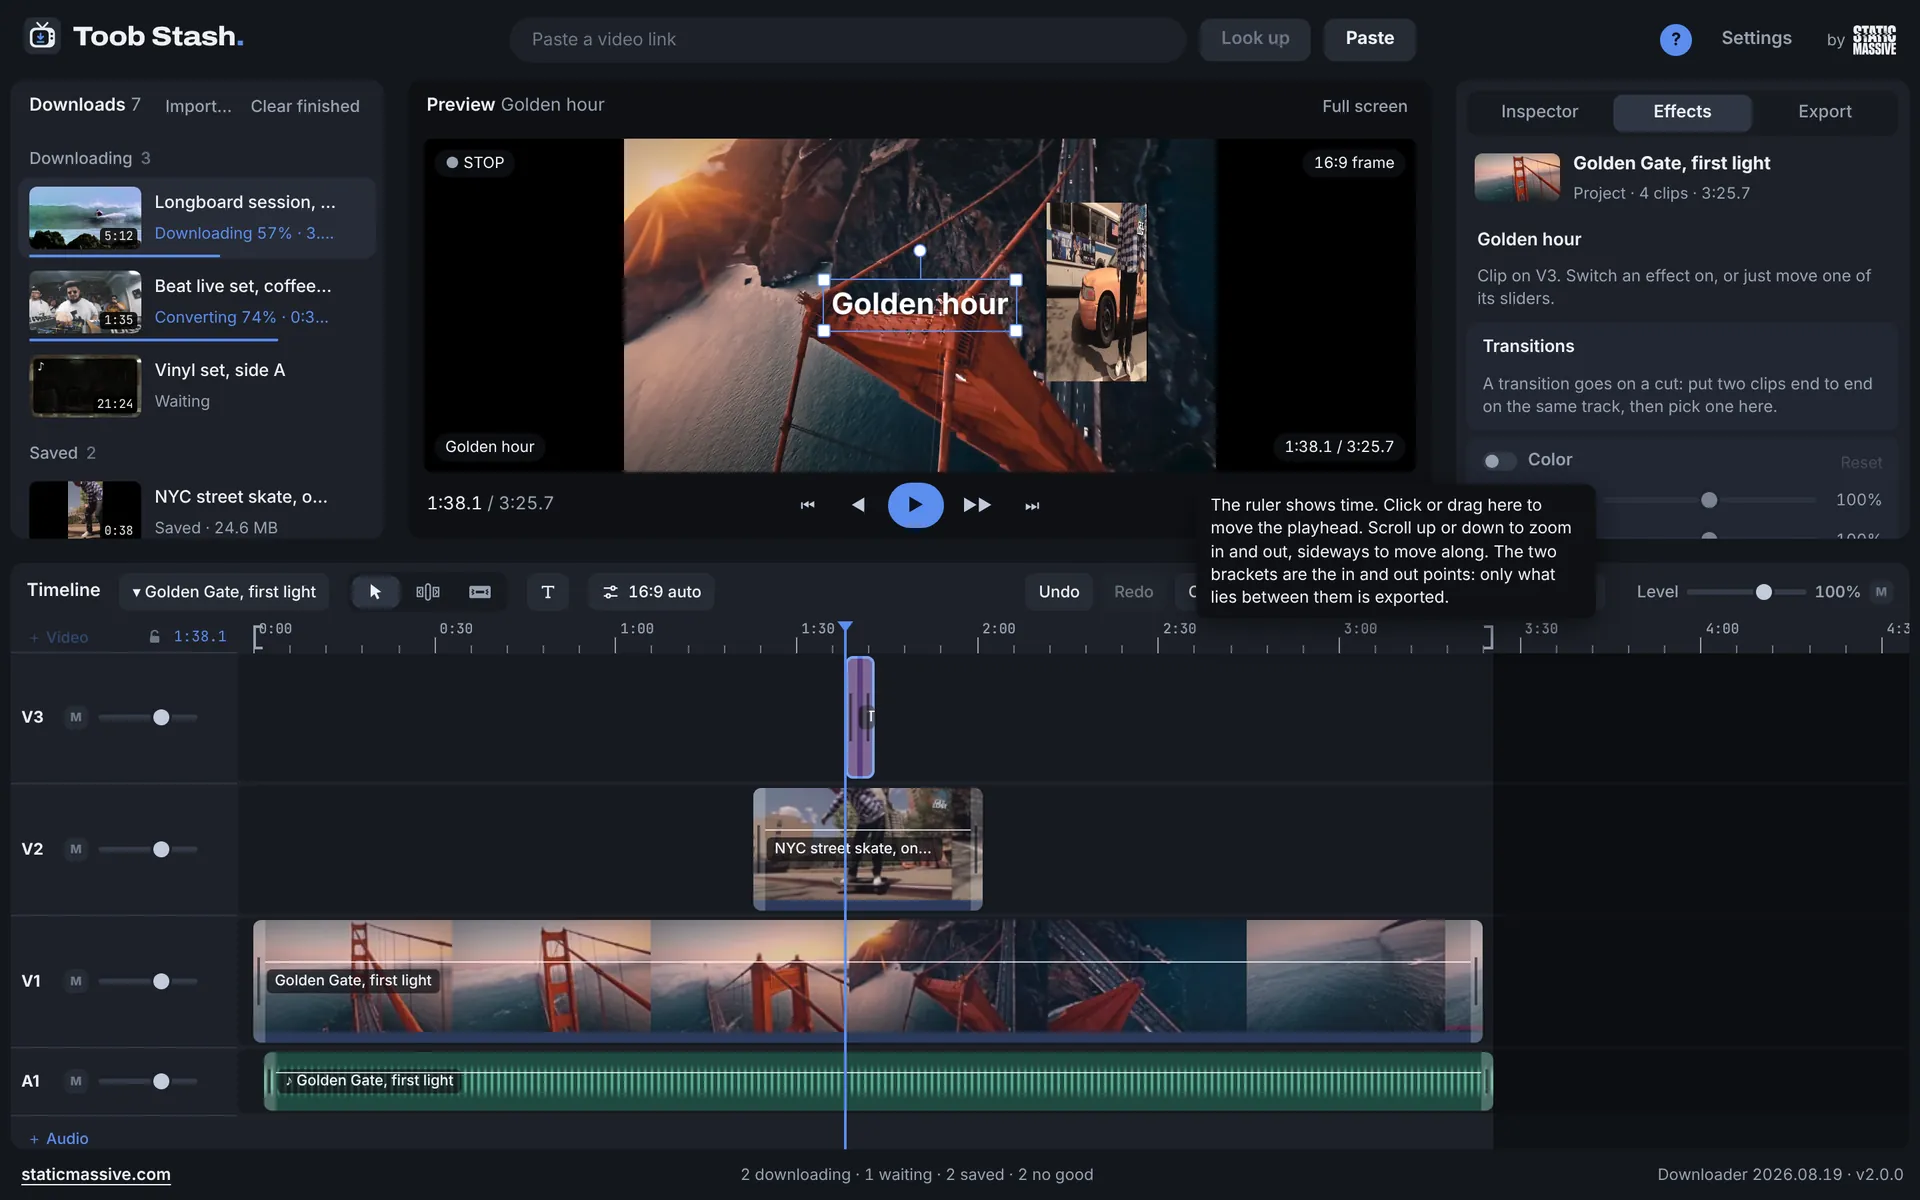 Toob Stash.
Paste a video link
Look up
Paste
?
Settings
by STATIC MASSIVE
Downloads 7
Import...
Clear finished
Downloading 3
5:12
Longboard session, ...
Downloading 57% · 3....
1:35
Beat live set, coffee...
Converting 74% · 0:3...
21:24
Vinyl set, side A
Waiting
Saved 2
0:38
NYC street skate, o...
Saved · 24.6 MB
Preview Golden hour
Full screen
STOP
16:9 frame
Golden hour
Golden hour
1:38.1 / 3:25.7
1:38.1 / 3:25.7
Inspector
Effects
Export
Golden Gate, first light
Project · 4 clips · 3:25.7
Golden hour
Clip on V3. Switch an effect on, or just move one of
its sliders.
Transitions
A transition goes on a cut: put two clips end to end
on the same track, then pick one here.
Color
Reset
100%
100%
The ruler shows time. Click or drag here to
move the playhead. Scroll up or down to zoom
in and out, sideways to move along. The two
brackets are the in and out points: only what
lies between them is exported.
Timeline
▾ Golden Gate, first light
T
16:9 auto
Undo
Redo
Level
100%
M
+ Video
1:38.1
0:00
0:30
1:00
1:30
2:00
2:30
3:00
3:30
4:00
4:3
V3
M
T
V2
M
NYC street skate, on...
V1
M
Golden Gate, first light
A1
M
♪ Golden Gate, first light
+ Audio
staticmassive.com
2 downloading · 1 waiting · 2 saved · 2 no good
Downloader 2026.08.19 · v2.0.0